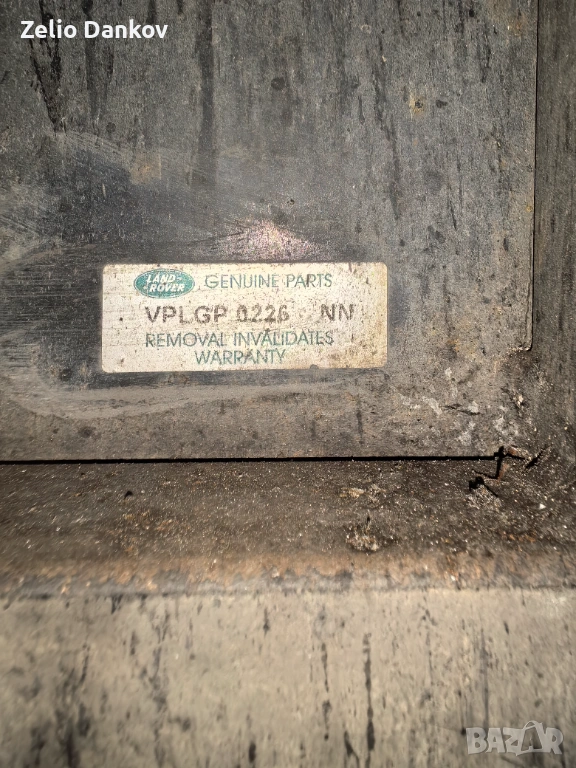 Zelio Dankov
LAND
ROVER
GENUINE PARTS
VPLGP 0226 NN
REMOVAL INVALIDATES
WARRANTY
BAZAR